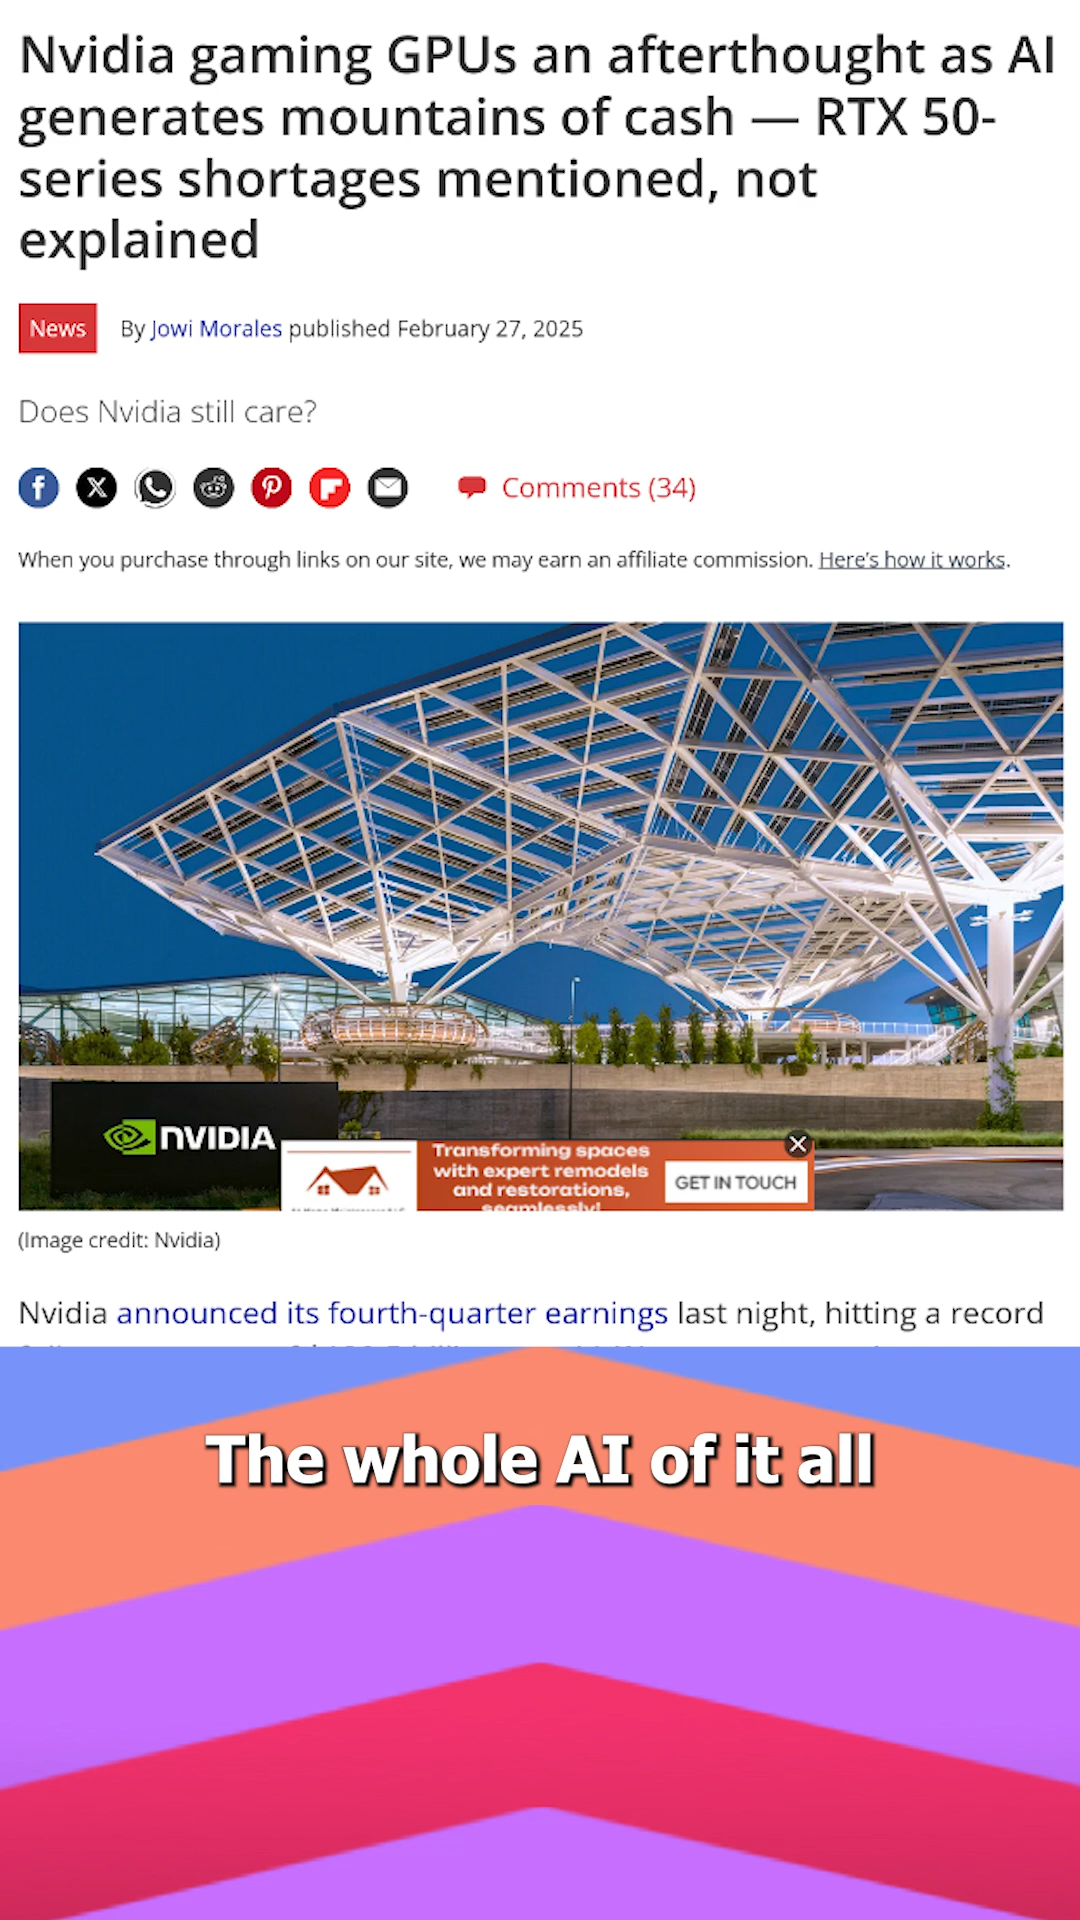 Nvidia gaming GPUs an afterthought as AI
generates mountains of cash — RTX 50-
series shortages mentioned, not
explained
News
By Jowi Morales published February 27, 2025
Does Nvidia still care?
Comments (34)
When you purchase through links on our site, we may earn an affiliate commission. Here's how it works.
NVIDIA
Transforming spaces
with expert remodels
and restorations,
seamlessly!
GET IN TOUCH
(Image credit: Nvidia)
Nvidia announced its fourth-quarter earnings last night, hitting a record
The whole AI of it all